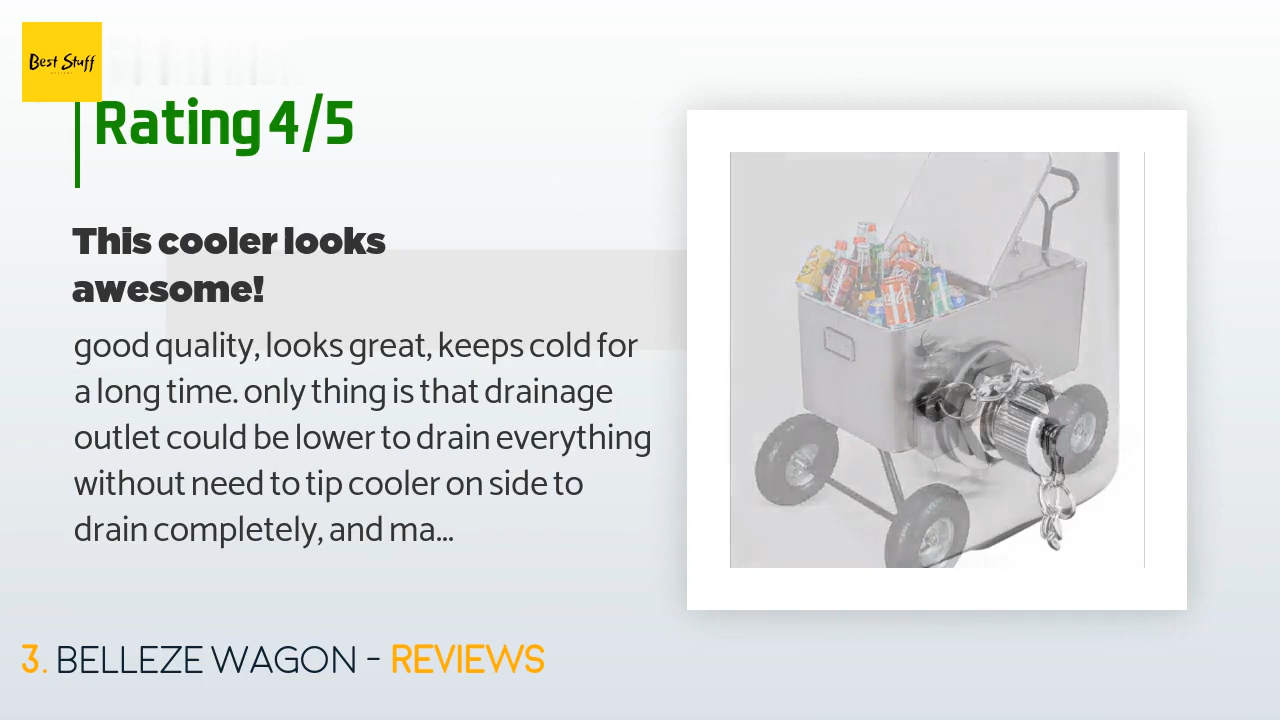 Best Stuff
Rating 4/5
This cooler looks
awesome!
good quality, looks great, keeps cold for
a long time. only thing is that drainage
outlet could be lower to drain everything
without need to tip cooler on side to
drain completely, and ma...
3. BELLEZE WAGON - REVIEWS